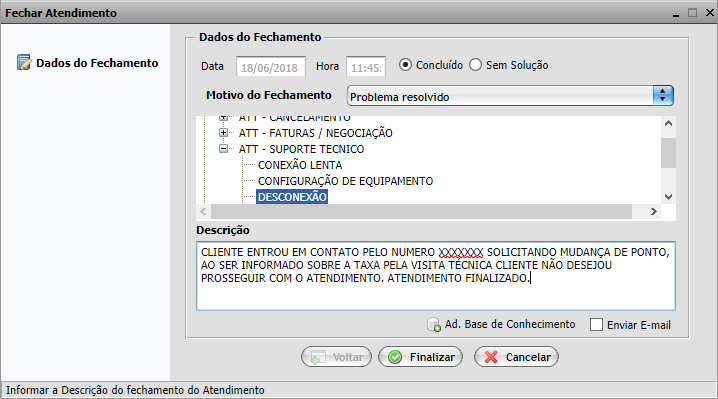 Fechar Atendimento
Dados do Fechamento
Dados do Fechamento
Data 18/06/2018 Hora 11:45: Concluído Sem Solução
Motivo do Fechamento Problema resolvido
ATT - CANCELAMENTO
ATT - FATURAS / NEGOCIAÇÃO
ATT - SUPORTE TECNICO
CONEXÃO LENTA
CONFIGURAÇÃO DE EQUIPAMENTO
DESCONEXÃO
Descrição
CLIENTE ENTROU EM CONTATO PELO NUMERO XXXXXXX SOLICITANDO MUDANÇA DE PONTO,
AO SER INFORMADO SOBRE A TAXA PELA VISITA TÉCNICA CLIENTE NÃO DESEJOU
PROSSEGUIR COM O ATENDIMENTO. ATENDIMENTO FINALIZADO.
Ad. Base de Conhecimento Enviar E-mail
Voltar Finalizar Cancelar
Informar a Descrição do fechamento do Atendimento